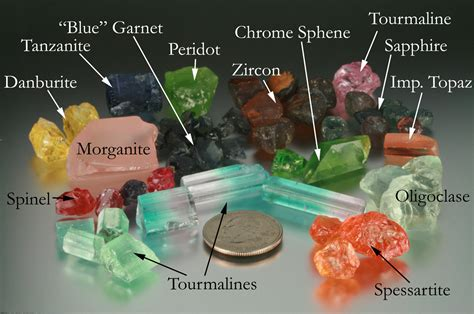 "Blue" Garnet
Tanzanite
Peridot
Chrome Sphene
Tourmaline
Sapphire
Danburite
Zircon
Imp. Topaz
Morganite
Spinel
Oligoclase
Tourmalines
Spessartite